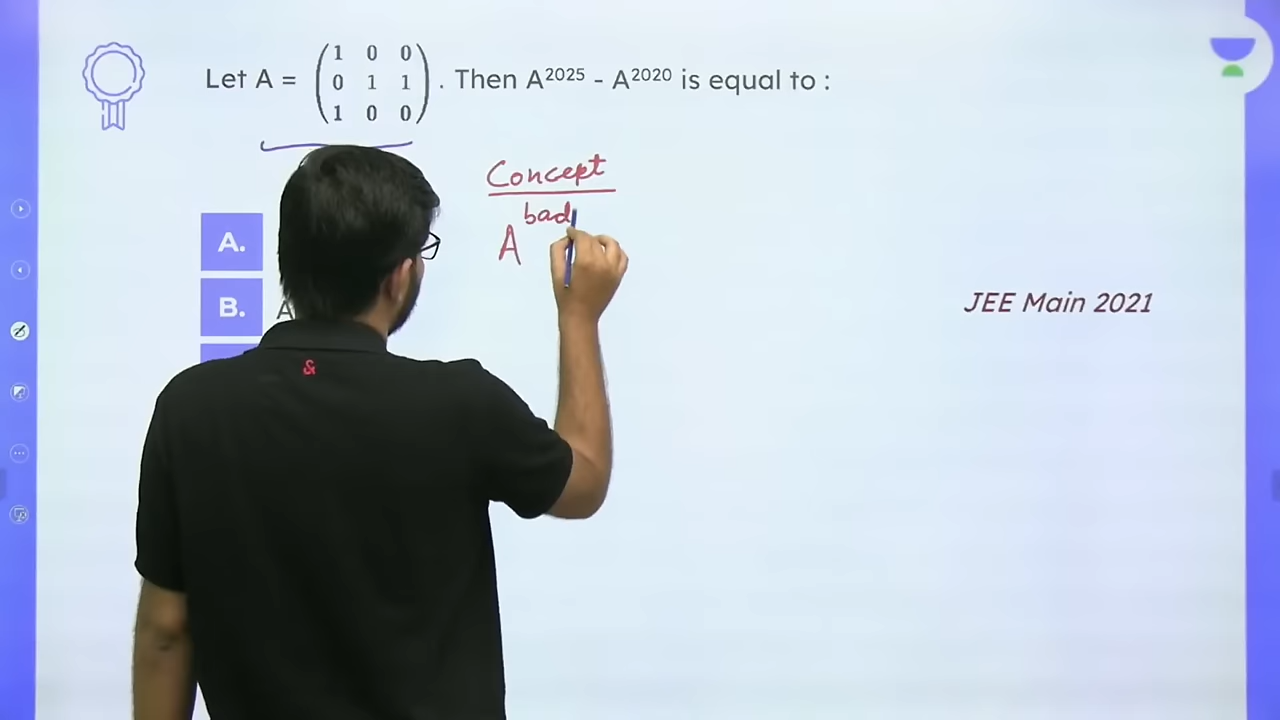 Let A = (1 0 0 0 1 1 1 0 0). Then A²⁰²⁵ - A²⁰²⁰ is equal to :
Concept
A^bad
A.
B. A
JEE Main 2021